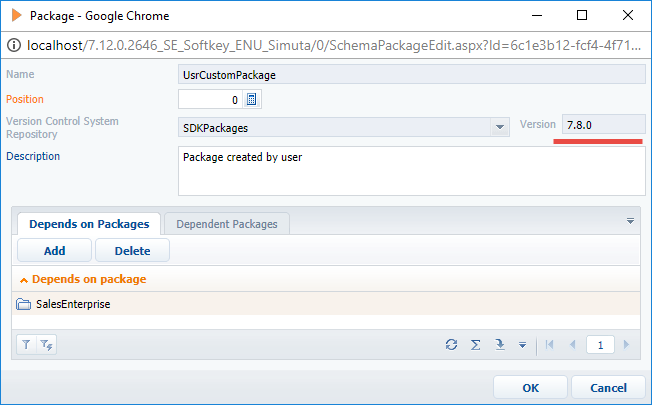 Package - Google Chrome
localhost/7.12.0.2646_SE_Softkey_ENU_Simuta/0/SchemaPackageEdit.aspx?Id=6c1e3b12-fcf4-4f71...
Name UsrCustomPackage
Position 0
Version Control System Repository SDKPackages Version 7.8.0
Description Package created by user
Depends on Packages Dependent Packages
Add Delete
Depends on package
SalesEnterprise
1
OK Cancel